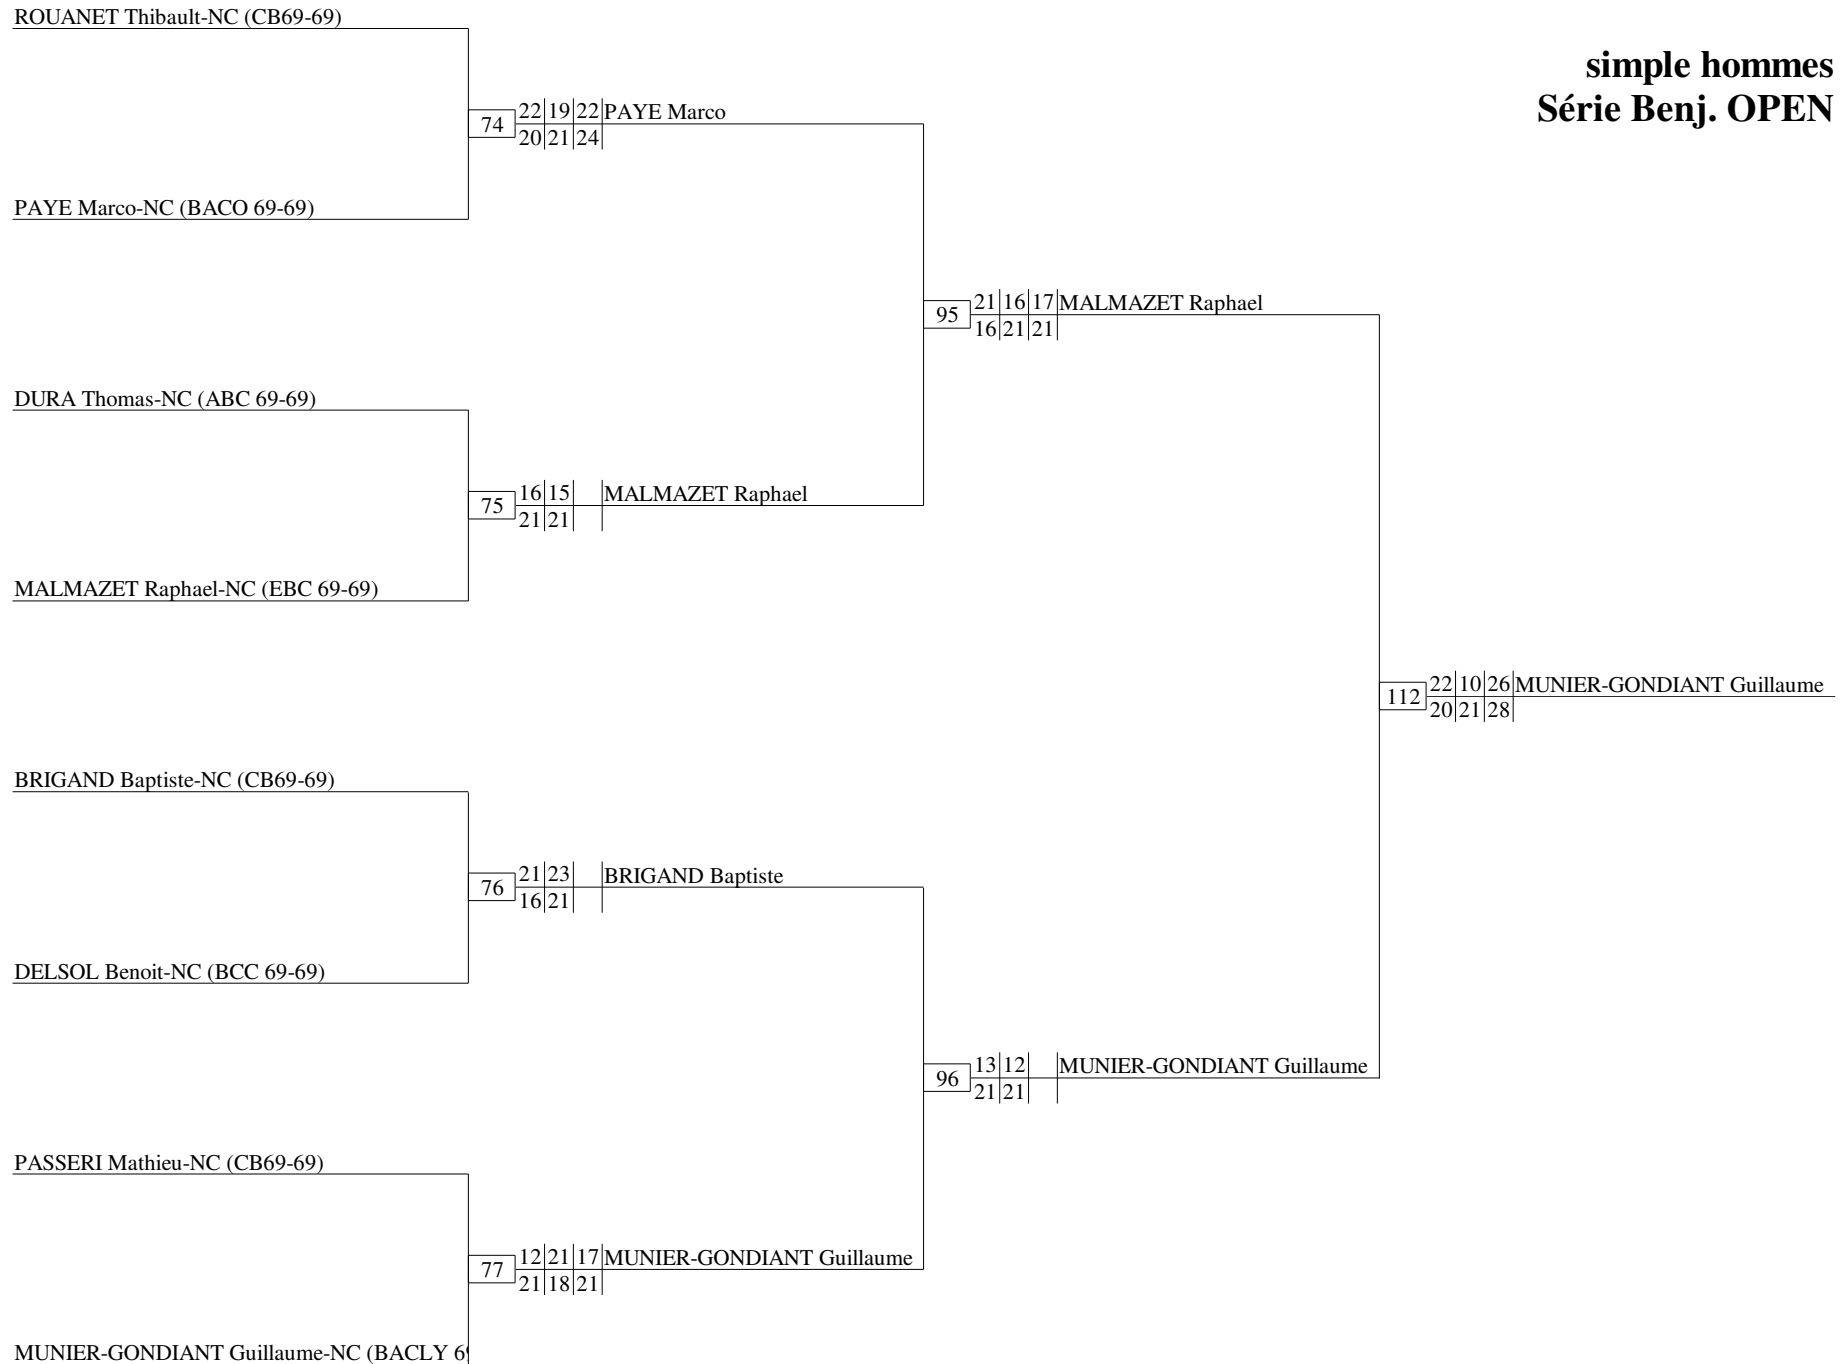 ROUANET Thibault-NC (CB69-69)
simple hommes
Série Benj. OPEN
74 22 19 22 PAYE Marco
20 21 24
PAYE Marco-NC (BACO 69-69)
95 21 16 17 MALMAZET Raphael
16 21 21
DURA Thomas-NC (ABC 69-69)
75 16 15 MALMAZET Raphael
21 21
MALMAZET Raphael-NC (EBC 69-69)
112 22 10 26 MUNIER-GONDIANT Guillaume
20 21 28
BRIGAND Baptiste-NC (CB69-69)
76 21 23 BRIGAND Baptiste
16 21
DELSOL Benoit-NC (BCC 69-69)
96 13 12 MUNIER-GONDIANT Guillaume
21 21
PASSERI Mathieu-NC (CB69-69)
77 12 21 17 MUNIER-GONDIANT Guillaume
21 18 21
MUNIER-GONDIANT Guillaume-NC (BACLY 69